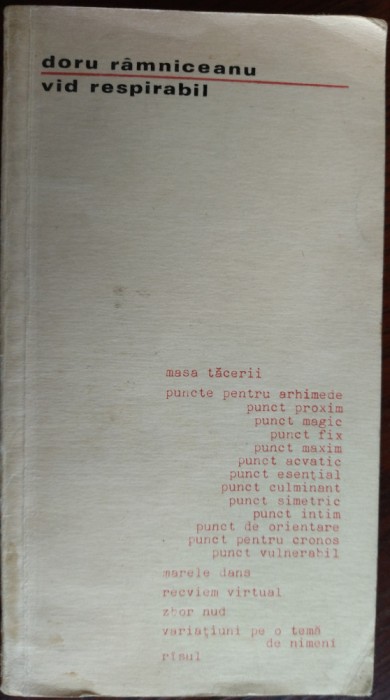 doru râmniceanu
vid respirabil
masa tăcerii
puncte pentru arhimede
punct proxim
punct magic
punct fix
punct maxim
punct acvatic
punct esenţial
punct culminant
punct simetric
punct intim
punct de orientare
punct pentru cronos
punct vulnerabil
marele dans
recviem virtual
zbor nud
variaţiuni pe o temă
de nimeni
rîsul